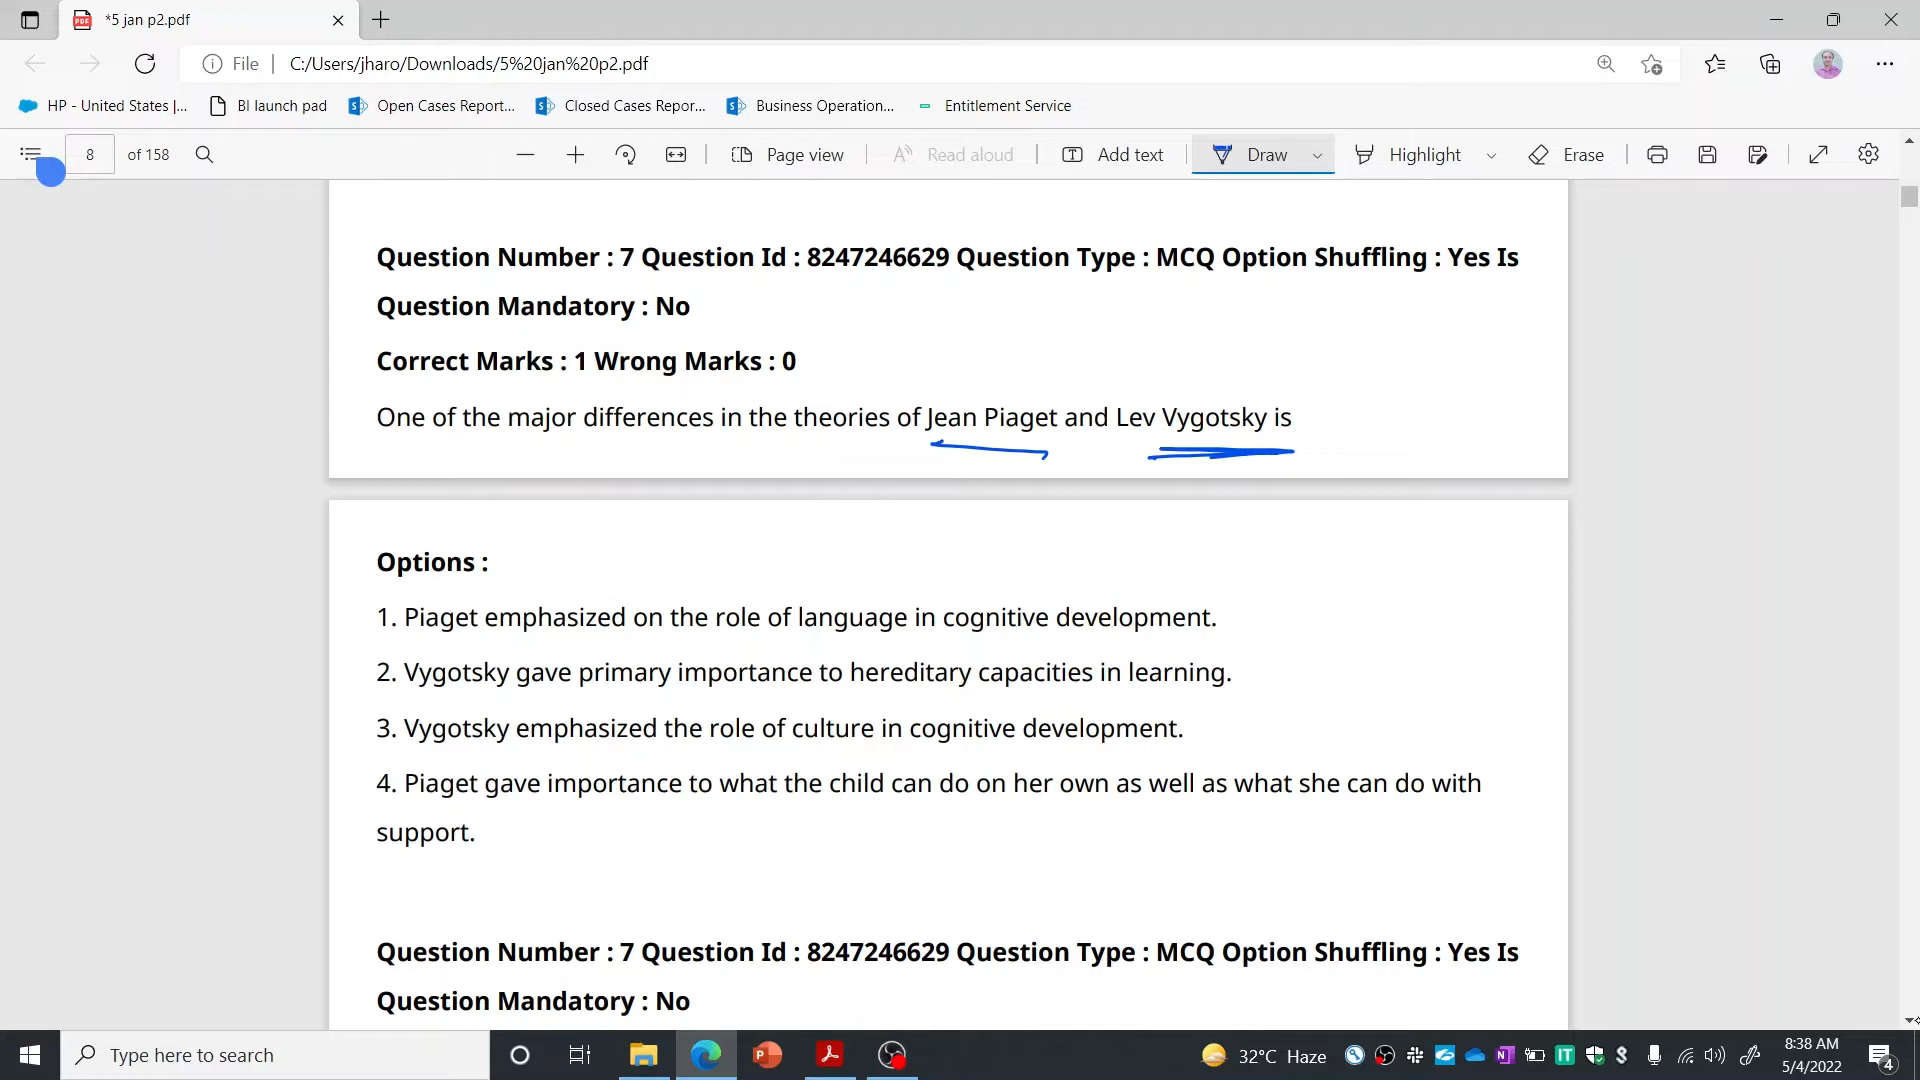 *5 jan p2.pdf
File
C:/Users/jharo/Downloads/5%20jan%20p2.pdf
HP - United States |...
BI launch pad
Open Cases Report...
Closed Cases Repor...
Business Operation...
Entitlement Service
8
of 158
Page view
Read aloud
Add text
Draw
Highlight
Erase
Question Number : 7 Question Id : 8247246629 Question Type : MCQ Option Shuffling : Yes Is
Question Mandatory : No
Correct Marks : 1 Wrong Marks : 0
One of the major differences in the theories of Jean Piaget and Lev Vygotsky is
Options :
1. Piaget emphasized on the role of language in cognitive development.
2. Vygotsky gave primary importance to hereditary capacities in learning.
3. Vygotsky emphasized the role of culture in cognitive development.
4. Piaget gave importance to what the child can do on her own as well as what she can do with
support.
Question Number : 7 Question Id : 8247246629 Question Type : MCQ Option Shuffling : Yes Is
Question Mandatory : No
Type here to search
32°C Haze
8:38 AM
5/4/2022
4